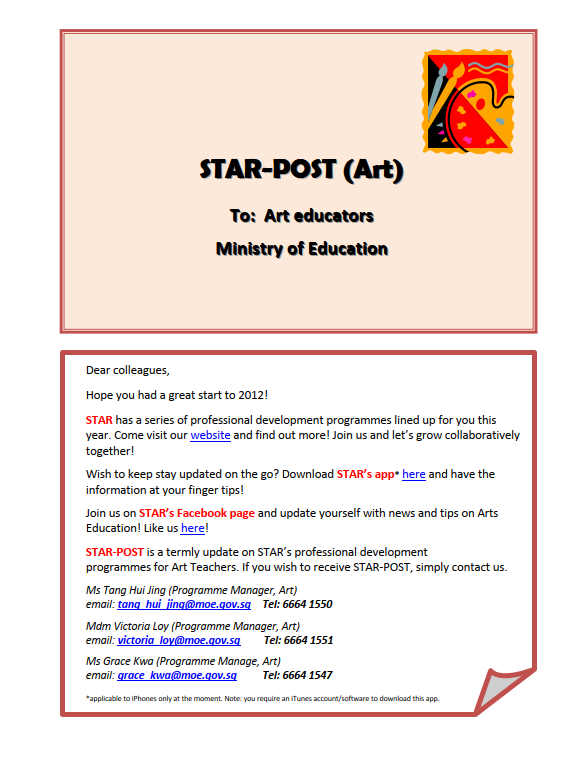 STAR-POST (Art)
To: Art educators
Ministry of Education
Dear colleagues,
Hope you had a great start to 2012!
STAR has a series of professional development programmes lined up for you this
year. Come visit our website and find out more! Join us and let's grow collaboratively
together!
Wish to keep stay updated on the go? Download STAR's app* here and have the
information at your finger tips!
Join us on STAR's Facebook page and update yourself with news and tips on Arts
Education! Like us here!
STAR-POST is a termly update on STAR's professional development
programmes for Art Teachers. If you wish to receive STAR-POST, simply contact us.
Ms Tang Hui Jing (Programme Manager, Art)
email: tang_hui_jing@moe.gov.sg Tel: 6664 1550
Mdm Victoria Loy (Programme Manager, Art)
email: victoria_loy@moe.gov.sg Tel: 6664 1551
Ms Grace Kwa (Programme Manage, Art)
email: grace_kwa@moe.gov.sg Tel: 6664 1547
*applicable to iPhones only at the moment. Note: you require an iTunes account/software to download this app.